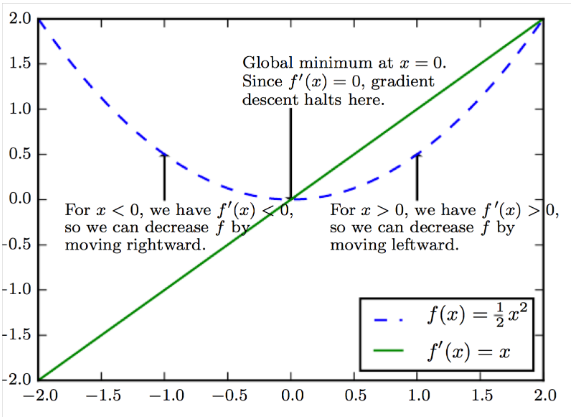 2.0
1.5
1.0
0.5
0.0
-0.5
-1.0
-1.5
-2.0
Global minimum at x = 0.
Since f′(x) = 0, gradient
descent halts here.
For x < 0, we have f′(x) < 0,
so we can decrease f by
moving rightward.
For x > 0, we have f′(x) > 0,
so we can decrease f by
moving leftward.
f(x) = ½x²
f′(x) = x
−2.0 −1.5 −1.0 −0.5 0.0 0.5 1.0 1.5 2.0